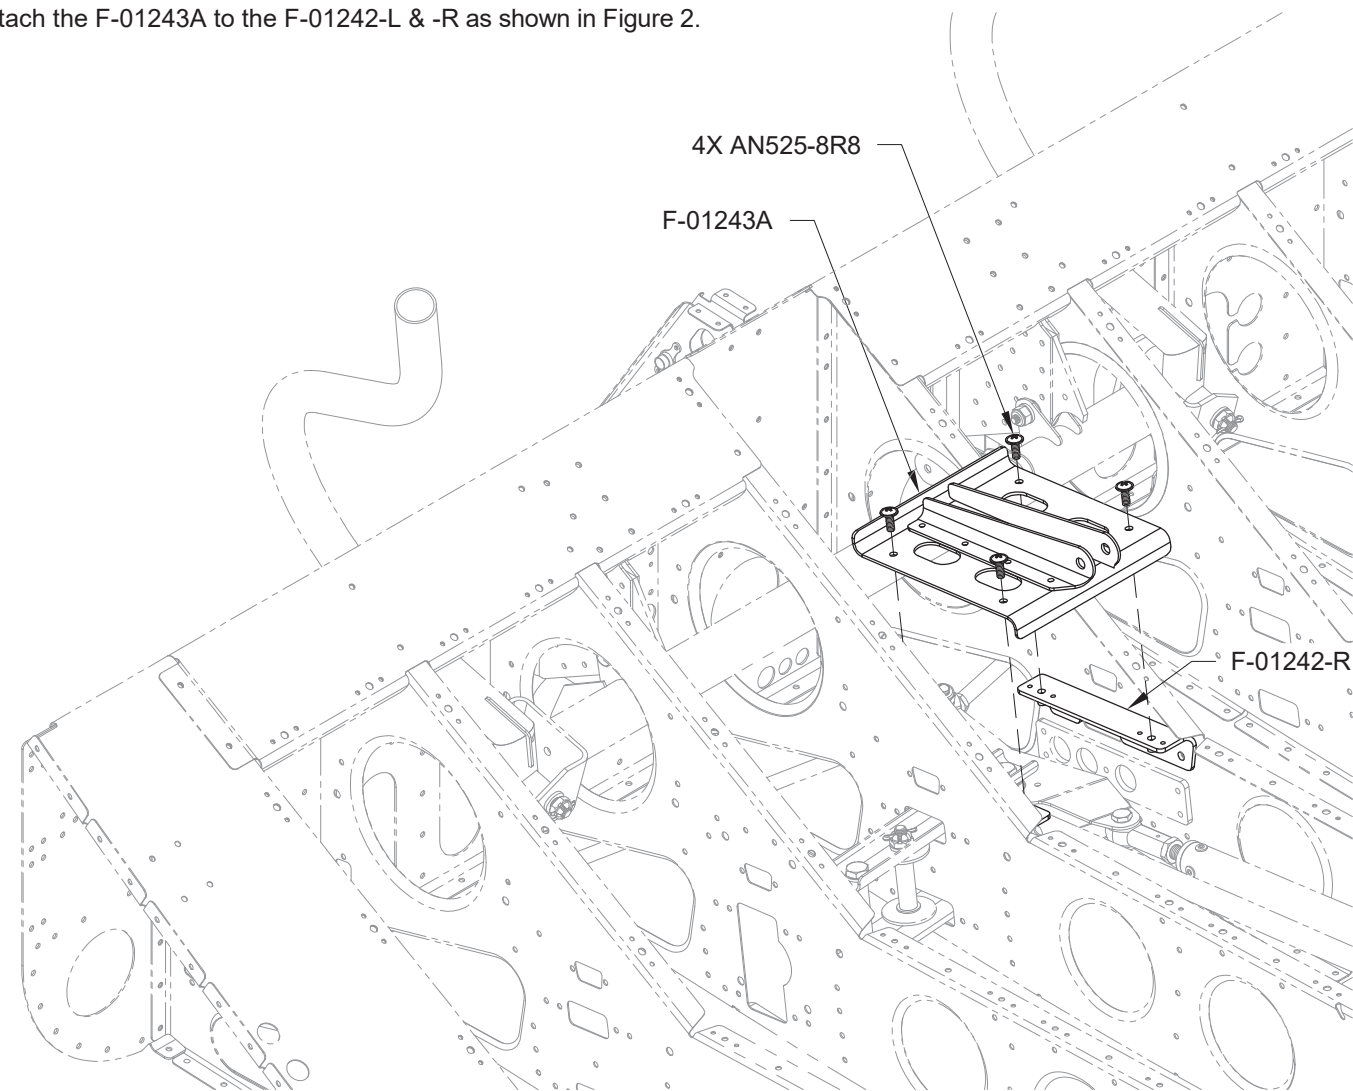 tach the F-01243A to the F-01242-L & -R as shown in Figure 2.
4X AN525-8R8
F-01243A
F-01242-R